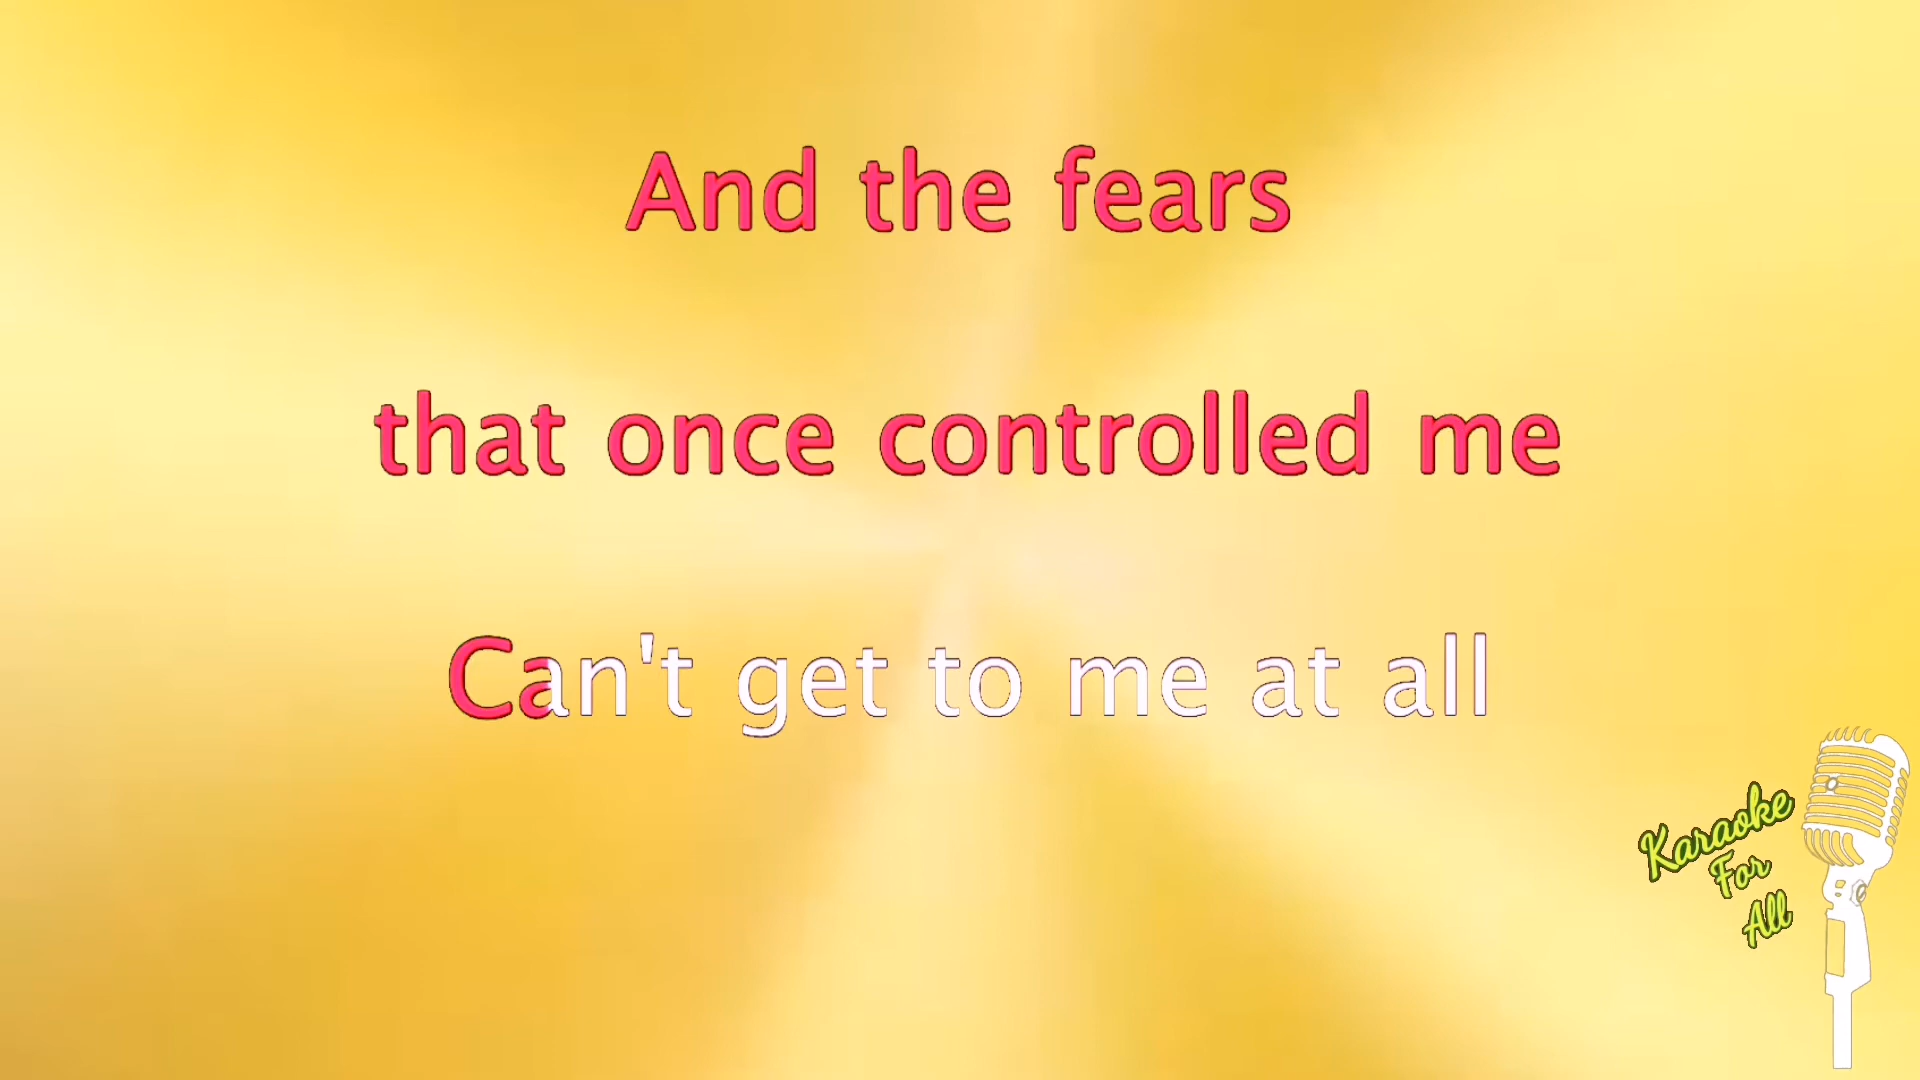 And the fears
that once controlled me
Can't get to me at all
Karaoke
For
All